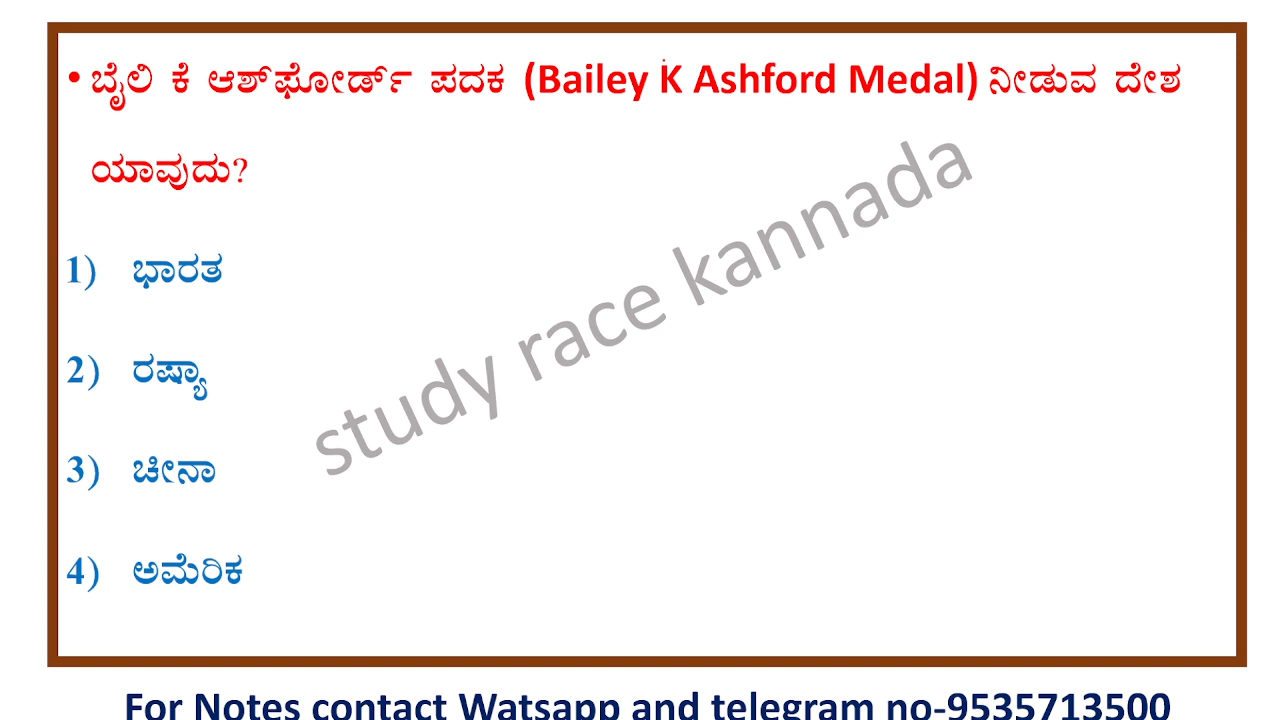 • ಬೈಲಿ ಕೆ ಆಶ್‌ಫೋರ್ಡ್ ಪದಕ (Bailey K Ashford Medal) ನೀಡುವ ದೇಶ
ಯಾವುದು?
1) ಭಾರತ
2) ರಷ್ಯಾ
3) ಚೀನಾ
4) ಅಮೆರಿಕ
study race kannada
For Notes contact Watsapp and telegram no-9535713500